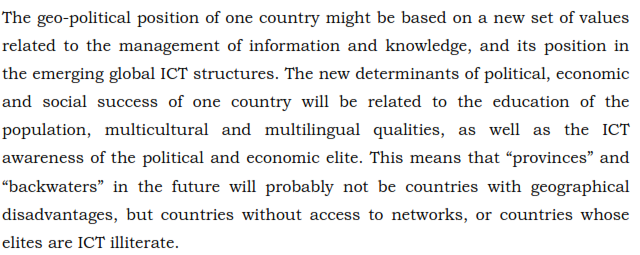 The geo-political position of one country might be based on a new set of values
related to the management of information and knowledge, and its position in
the emerging global ICT structures. The new determinants of political, economic
and social success of one country will be related to the education of the
population, multicultural and multilingual qualities, as well as the ICT
awareness of the political and economic elite. This means that “provinces” and
“backwaters” in the future will probably not be countries with geographical
disadvantages, but countries without access to networks, or countries whose
elites are ICT illiterate.